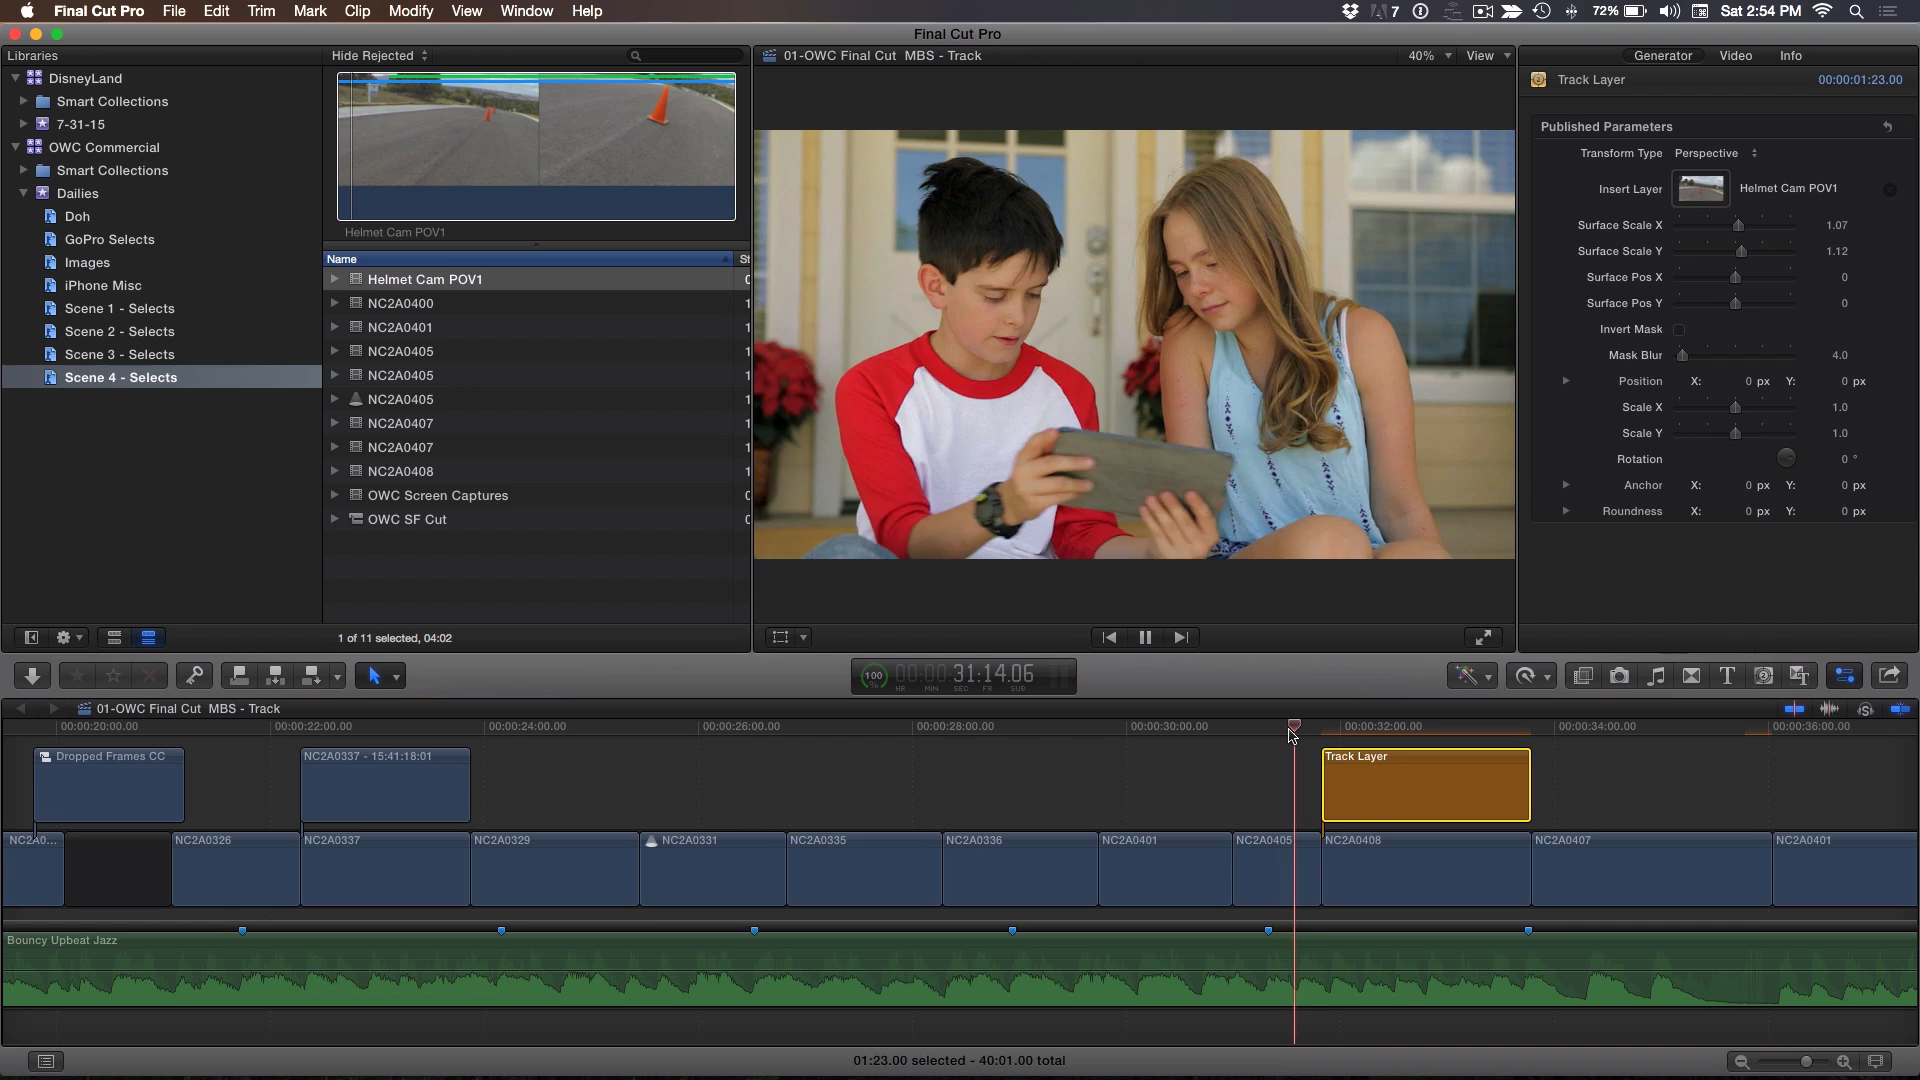 Final Cut Pro File Edit Trim Mark Clip Modify View Window Help
7 72% Sat 2:54 PM
Final Cut Pro
Libraries
Hide Rejected
01-OWC Final Cut MBS - Track
40%
View
Generator Video Info
DisneyLand
Smart Collections
7-31-15
OWC Commercial
Smart Collections
Dailies
Doh
GoPro Selects
Images
iPhone Misc
Scene 1 - Selects
Scene 2 - Selects
Scene 3 - Selects
Scene 4 - Selects
Helmet Cam POV1
Name St
Helmet Cam POV1
NC2A0400
NC2A0401
NC2A0405
NC2A0405
NC2A0405
NC2A0407
NC2A0407
NC2A0408
OWC Screen Captures
OWC SF Cut
1 of 11 selected, 04:02
Track Layer 00:00:01:23.00
Published Parameters
Transform Type Perspective
Insert Layer Helmet Cam POV1
Surface Scale X 1.07
Surface Scale Y 1.12
Surface Pos X 0
Surface Pos Y 0
Invert Mask
Mask Blur 4.0
Position X: 0 px Y: 0 px
Scale X 1.0
Scale Y 1.0
Rotation 0 °
Anchor X: 0 px Y: 0 px
Roundness X: 0 px Y: 0 px
100 % 00:00:31:14.06
HR MIN SEC FR SUB
01-OWC Final Cut MBS - Track
00:00:20:00.00 00:00:22:00.00 00:00:24:00.00 00:00:26:00.00 00:00:28:00.00 00:00:30:00.00 00:00:32:00.00 00:00:34:00.00 00:00:36:00.00
Dropped Frames CC NC2A0337 - 15:41:18:01 Track Layer
NC2A0... NC2A0326 NC2A0337 NC2A0329 NC2A0331 NC2A0335 NC2A0336 NC2A0401 NC2A0405 NC2A0408 NC2A0407 NC2A0401
Bouncy Upbeat Jazz
01:23.00 selected - 40:01.00 total